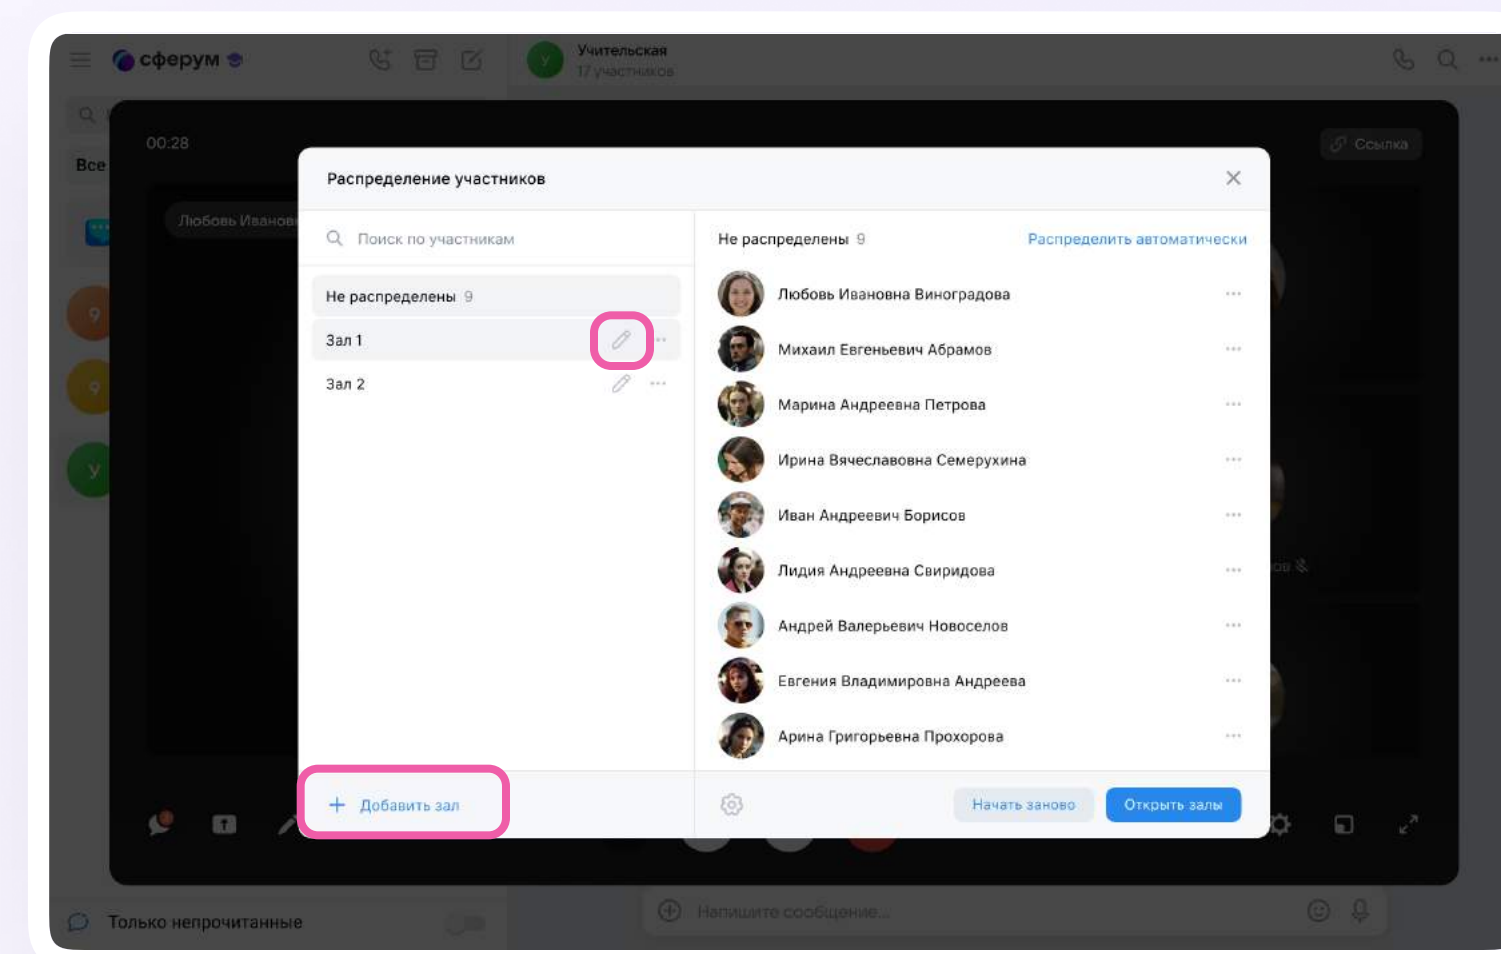 сферум
Учительская
17 участников
Все
00:28
Ссылка
Любовь Иванов
Распределение участников
Поиск по участникам
Не распределены 9
Зал 1
Зал 2
Добавить зал
Не распределены 9
Распределить автоматически
Любовь Ивановна Виноградова
Михаил Евгеньевич Абрамов
Марина Андреевна Петрова
Ирина Вячеславовна Семерухина
Иван Андреевич Борисов
Лидия Андреевна Свиридова
Андрей Валерьевич Новоселов
Евгения Владимировна Андреева
Арина Григорьевна Прохорова
Начать заново
Открыть залы
9
9
У
У
ов
Только непрочитанные
Напишите сообщение...